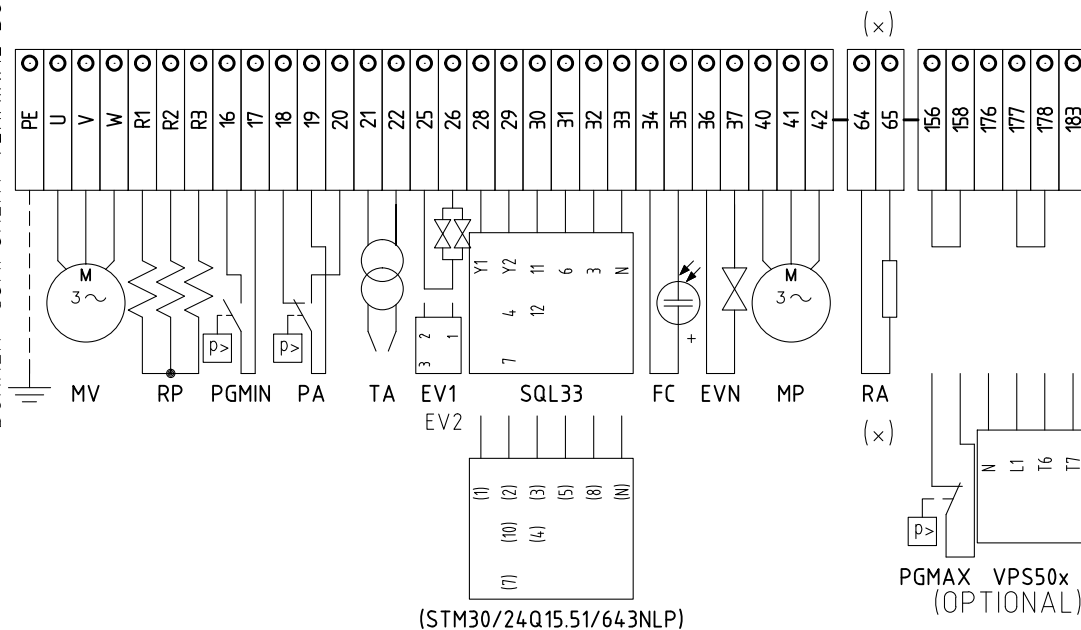 (x)
PE U V W R1 R2 R3 16 17 18 19 20 21 22 25 26 28 29 30 31 32 33 34 35 36 37 40 41 42 64 65 156 158 176 177 178 183
Y1 Y2 11 6 3 N
M 3~
4 12
M 3~
p> p>
3 2 1
7
+
MV RP PGMIN PA TA EV1 SQL33 FC EVN MP RA
EV2
(x)
(1) (2) (3) (5) (8) (N)
N L1 T6 T7
(10) (4)
p>
(7)
PGMAX VPS50x
(OPTIONAL)
(STM30/24Q15.51/643NLP)